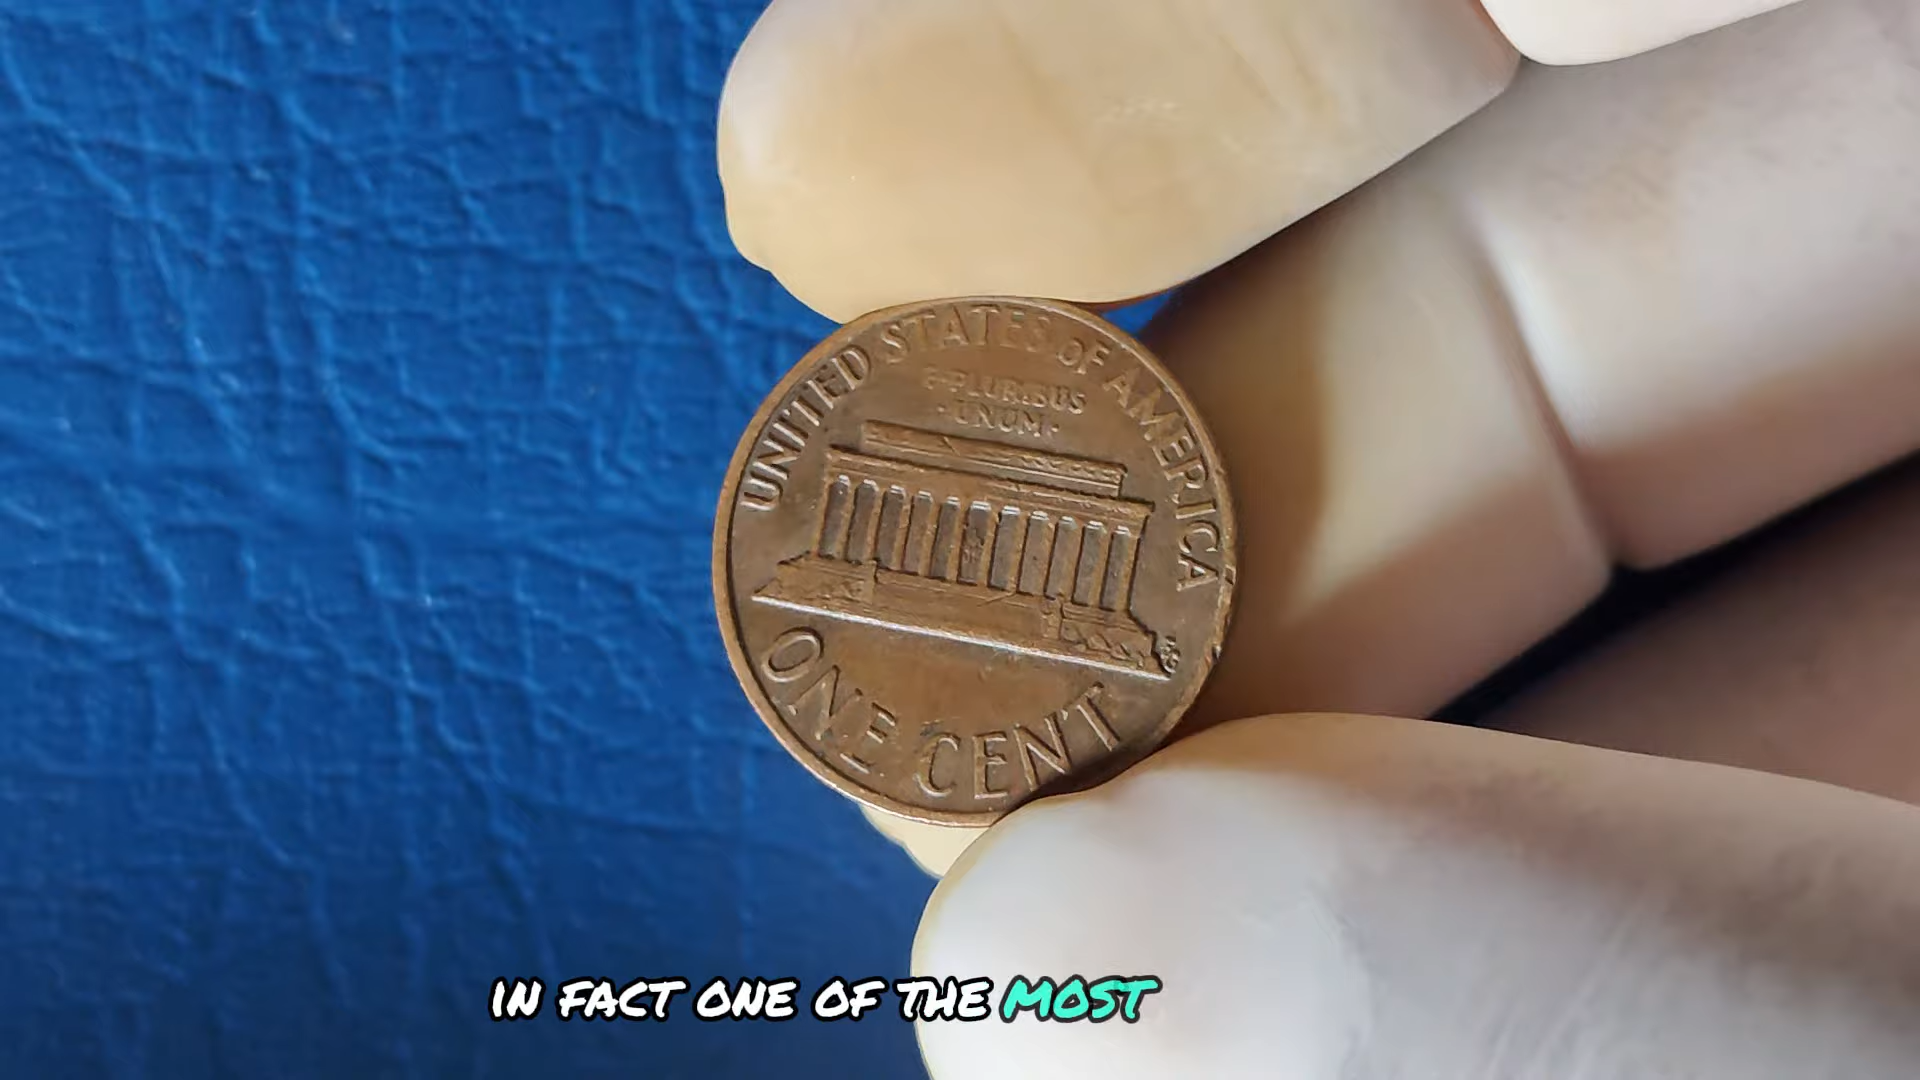 UNITED STATES OF AMERICA
E PLURIBUS
·UNUM·
ONE CENT
IN FACT ONE OF THE MOST